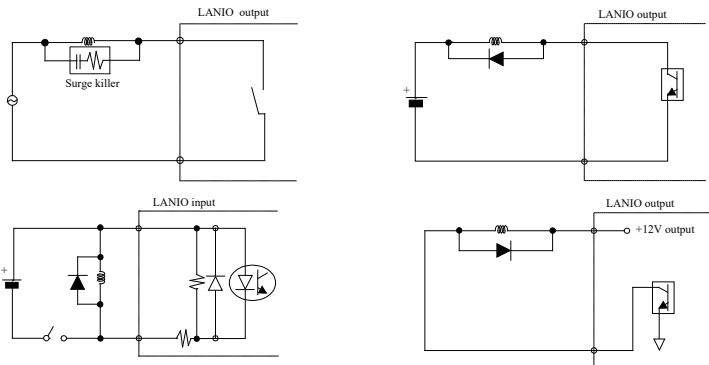 LANIO output
Surge killer
LANIO output
+
LANIO input
+
LANIO output
+12V output